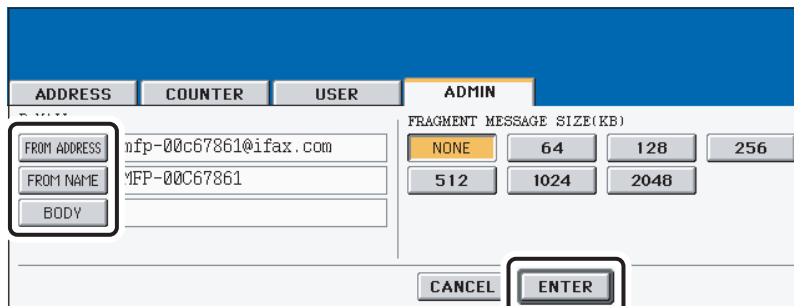 ADDRESS COUNTER USER ADMIN
FRAGMENT MESSAGE SIZE(KB)
FROM ADDRESS mfp-00c67861@ifax.com NONE 64 128 256
FROM NAME MFP-00C67861 512 1024 2048
BODY
CANCEL ENTER